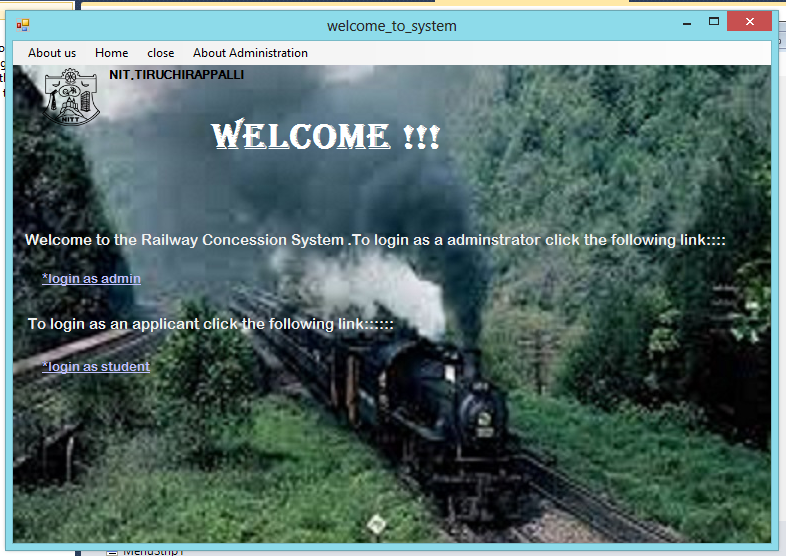 welcome_to_system
About us Home close About Administration
NIT,TIRUCHIRAPPALLI
NITT
WELCOME !!!
Welcome to the Railway Concession System .To login as a adminstrator click the following link::::
*login as admin
To login as an applicant click the following link::::::
*login as student
MenuStrip1